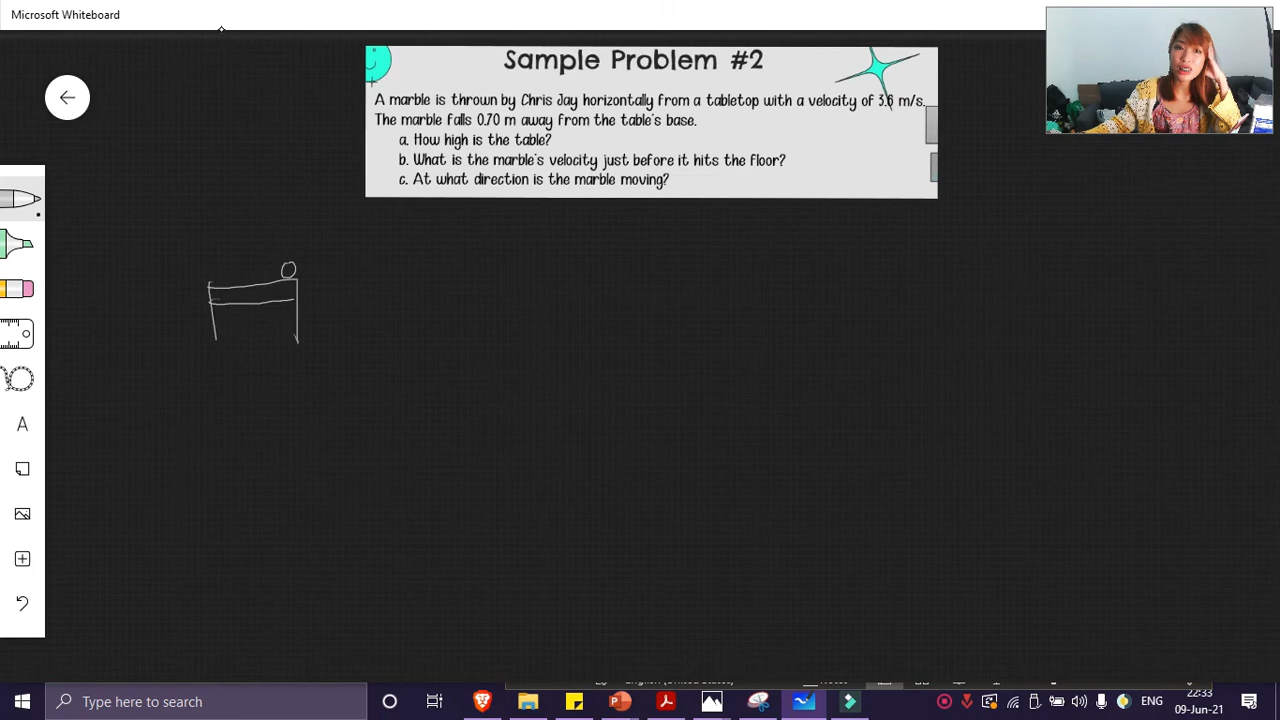 Microsoft Whiteboard
Sample Problem #2
A marble is thrown by Chris Jay horizontally from a tabletop with a velocity of 3.6 m/s.
The marble falls 0.70 m away from the table's base.
a. How high is the table?
b. What is the marble's velocity just before it hits the floor?
c. At what direction is the marble moving?
A
Type here to search
ENG
22:33
09-Jun-21